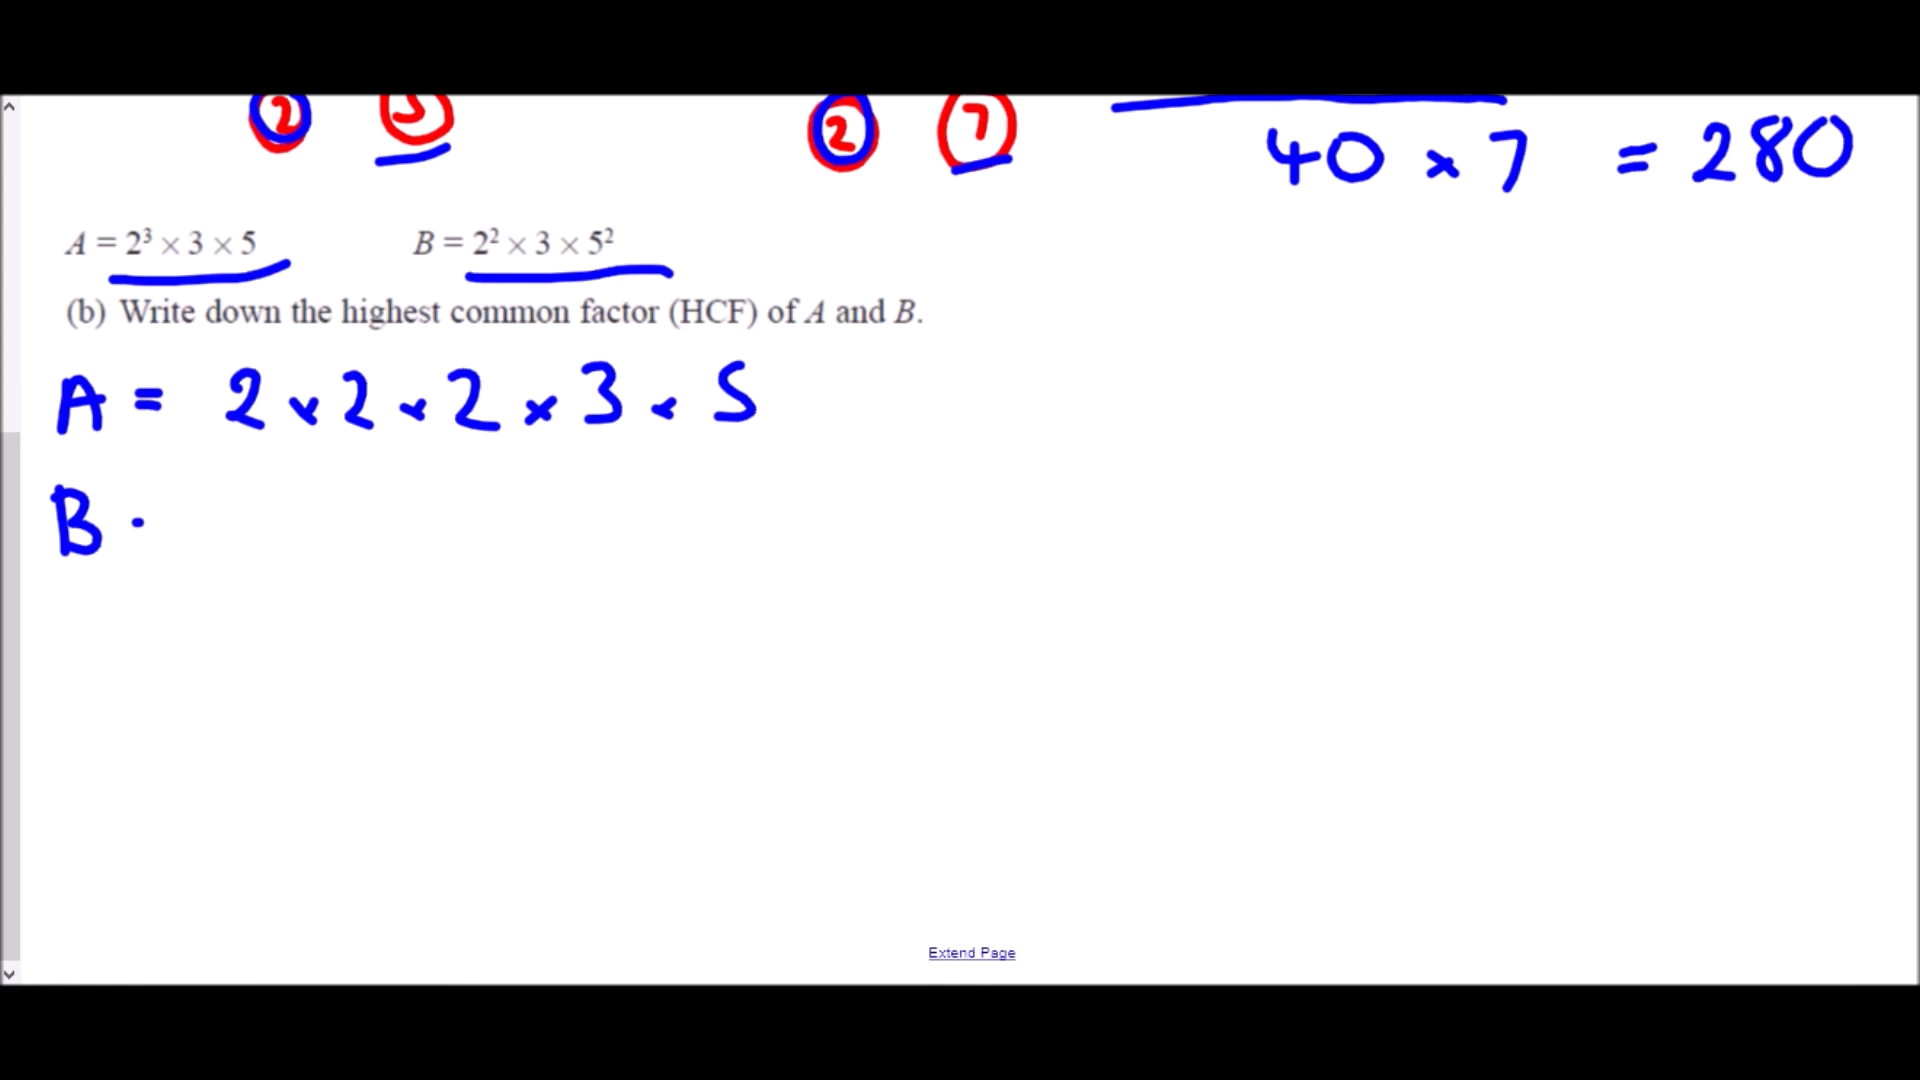 2 5 2 7
40 × 7 = 280
A = 2³ × 3 × 5 B = 2² × 3 × 5²
(b) Write down the highest common factor (HCF) of A and B.
A = 2 × 2 × 2 × 3 × 5
B
Extend Page